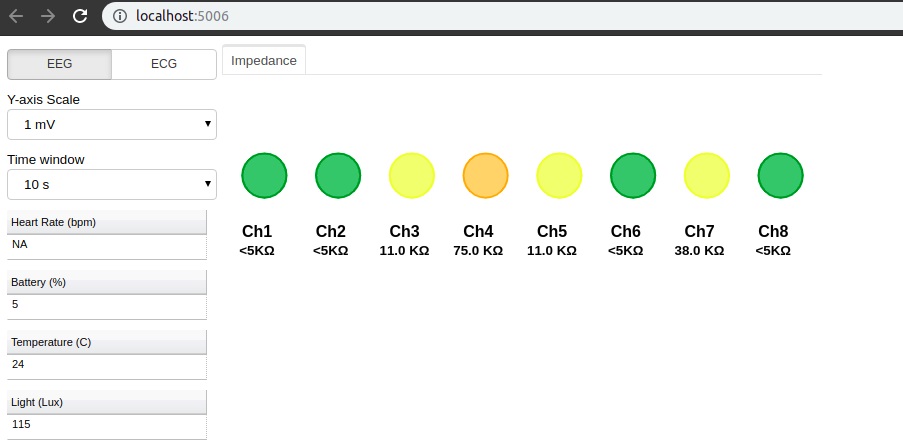 localhost:5006
EEG ECG
Impedance
Y-axis Scale
1 mV
Time window
10 s
Ch1 Ch2 Ch3 Ch4 Ch5 Ch6 Ch7 Ch8
<5KΩ <5KΩ 11.0 KΩ 75.0 KΩ 11.0 KΩ <5KΩ 38.0 KΩ <5KΩ
Heart Rate (bpm)
NA
Battery (%)
5
Temperature (C)
24
Light (Lux)
115